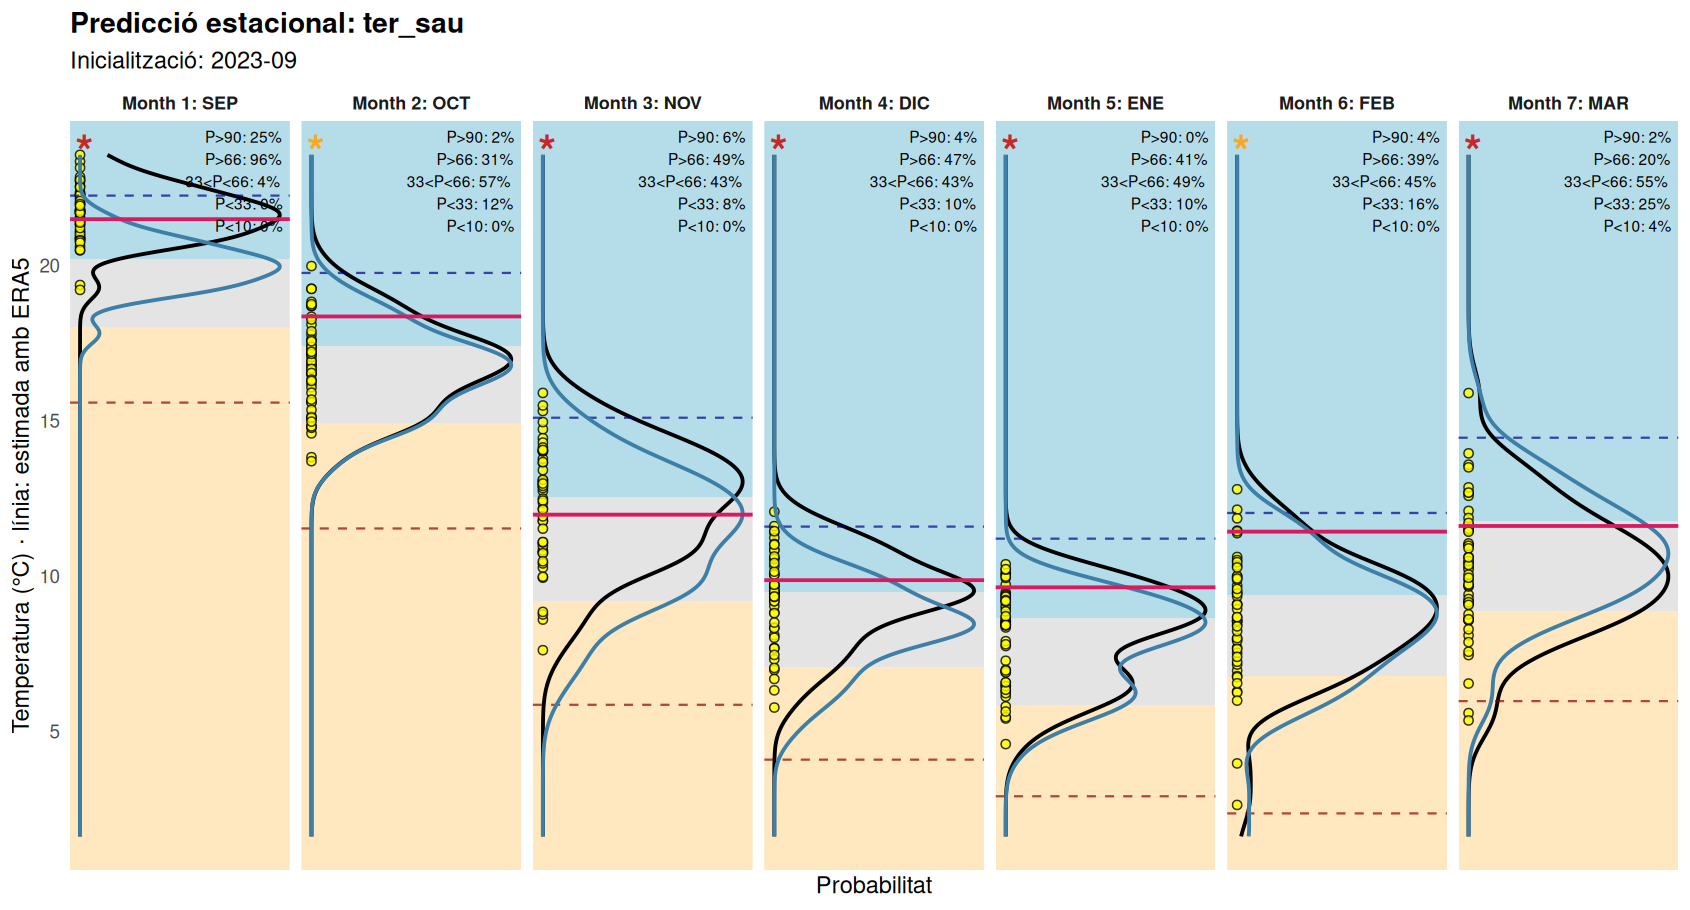 Predicció estacional: ter_sau
Inicialització: 2023-09
Month 1: SEP
Month 2: OCT
Month 3: NOV
Month 4: DIC
Month 5: ENE
Month 6: FEB
Month 7: MAR
*
P>90: 25%
P>66: 96%
33<P<66: 4%
P<33: 0%
P<10: 0%
*
P>90: 2%
P>66: 31%
33<P<66: 57%
P<33: 12%
P<10: 0%
*
P>90: 6%
P>66: 49%
33<P<66: 43%
P<33: 8%
P<10: 0%
*
P>90: 4%
P>66: 47%
33<P<66: 43%
P<33: 10%
P<10: 0%
*
P>90: 0%
P>66: 41%
33<P<66: 49%
P<33: 10%
P<10: 0%
*
P>90: 4%
P>66: 39%
33<P<66: 45%
P<33: 16%
P<10: 0%
*
P>90: 2%
P>66: 20%
33<P<66: 55%
P<33: 25%
P<10: 4%
20
15
10
5
Temperatura (°C) · línia: estimada amb ERA5
Probabilitat